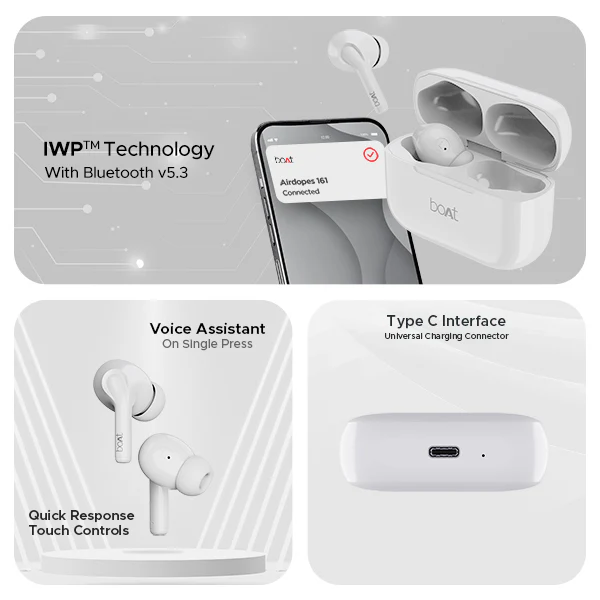 IWP™ Technology
With Bluetooth v5.3
boAt
Airdopes 161
Connected
boAt
boAt
Voice Assistant
On Single Press
boAt
Quick Response
Touch Controls
Type C Interface
Universal Charging Connector